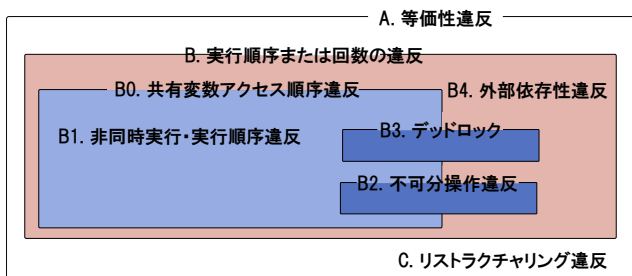 A. 等価性違反
B. 実行順序または回数の違反
B0. 共有変数アクセス順序違反
B4. 外部依存性違反
B1. 非同時実行・実行順序違反
B3. デッドロック
B2. 不可分操作違反
C. リストラクチャリング違反